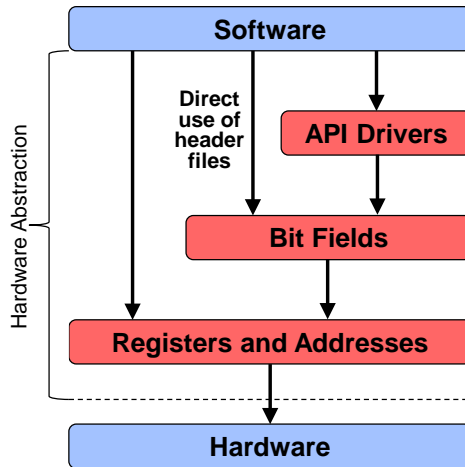 Software
Direct
use of
header
files
API Drivers
Hardware Abstraction
Bit Fields
Registers and Addresses
Hardware